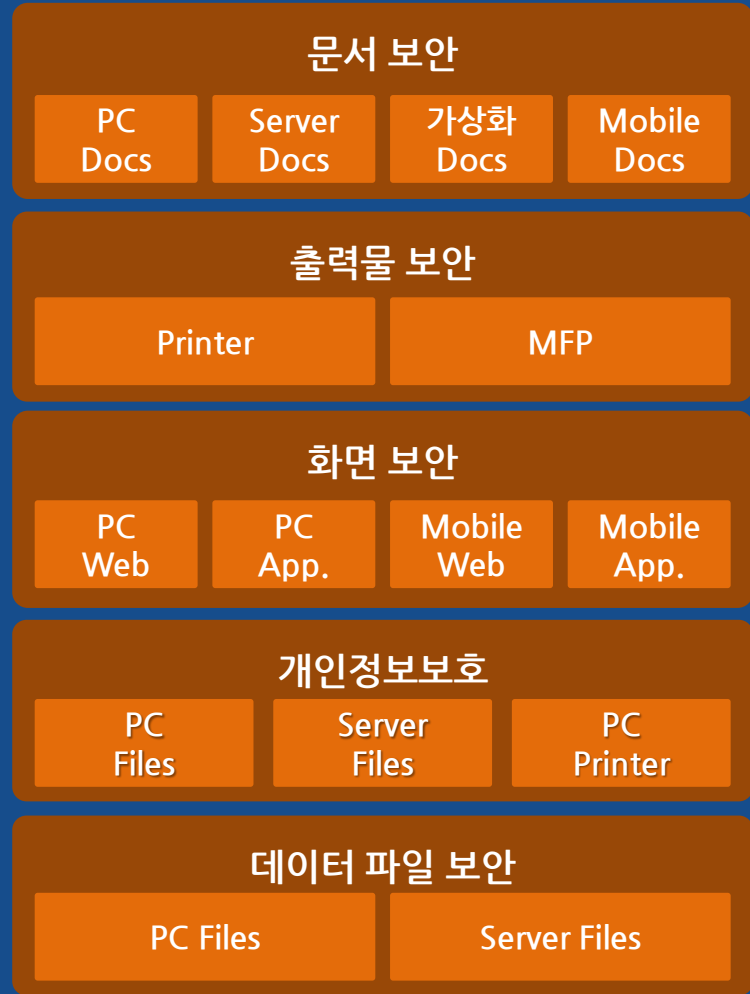 문서 보안
PC Docs
Server Docs
가상화 Docs
Mobile Docs
출력물 보안
Printer
MFP
화면 보안
PC Web
PC App.
Mobile Web
Mobile App.
개인정보보호
PC Files
Server Files
PC Printer
데이터 파일 보안
PC Files
Server Files